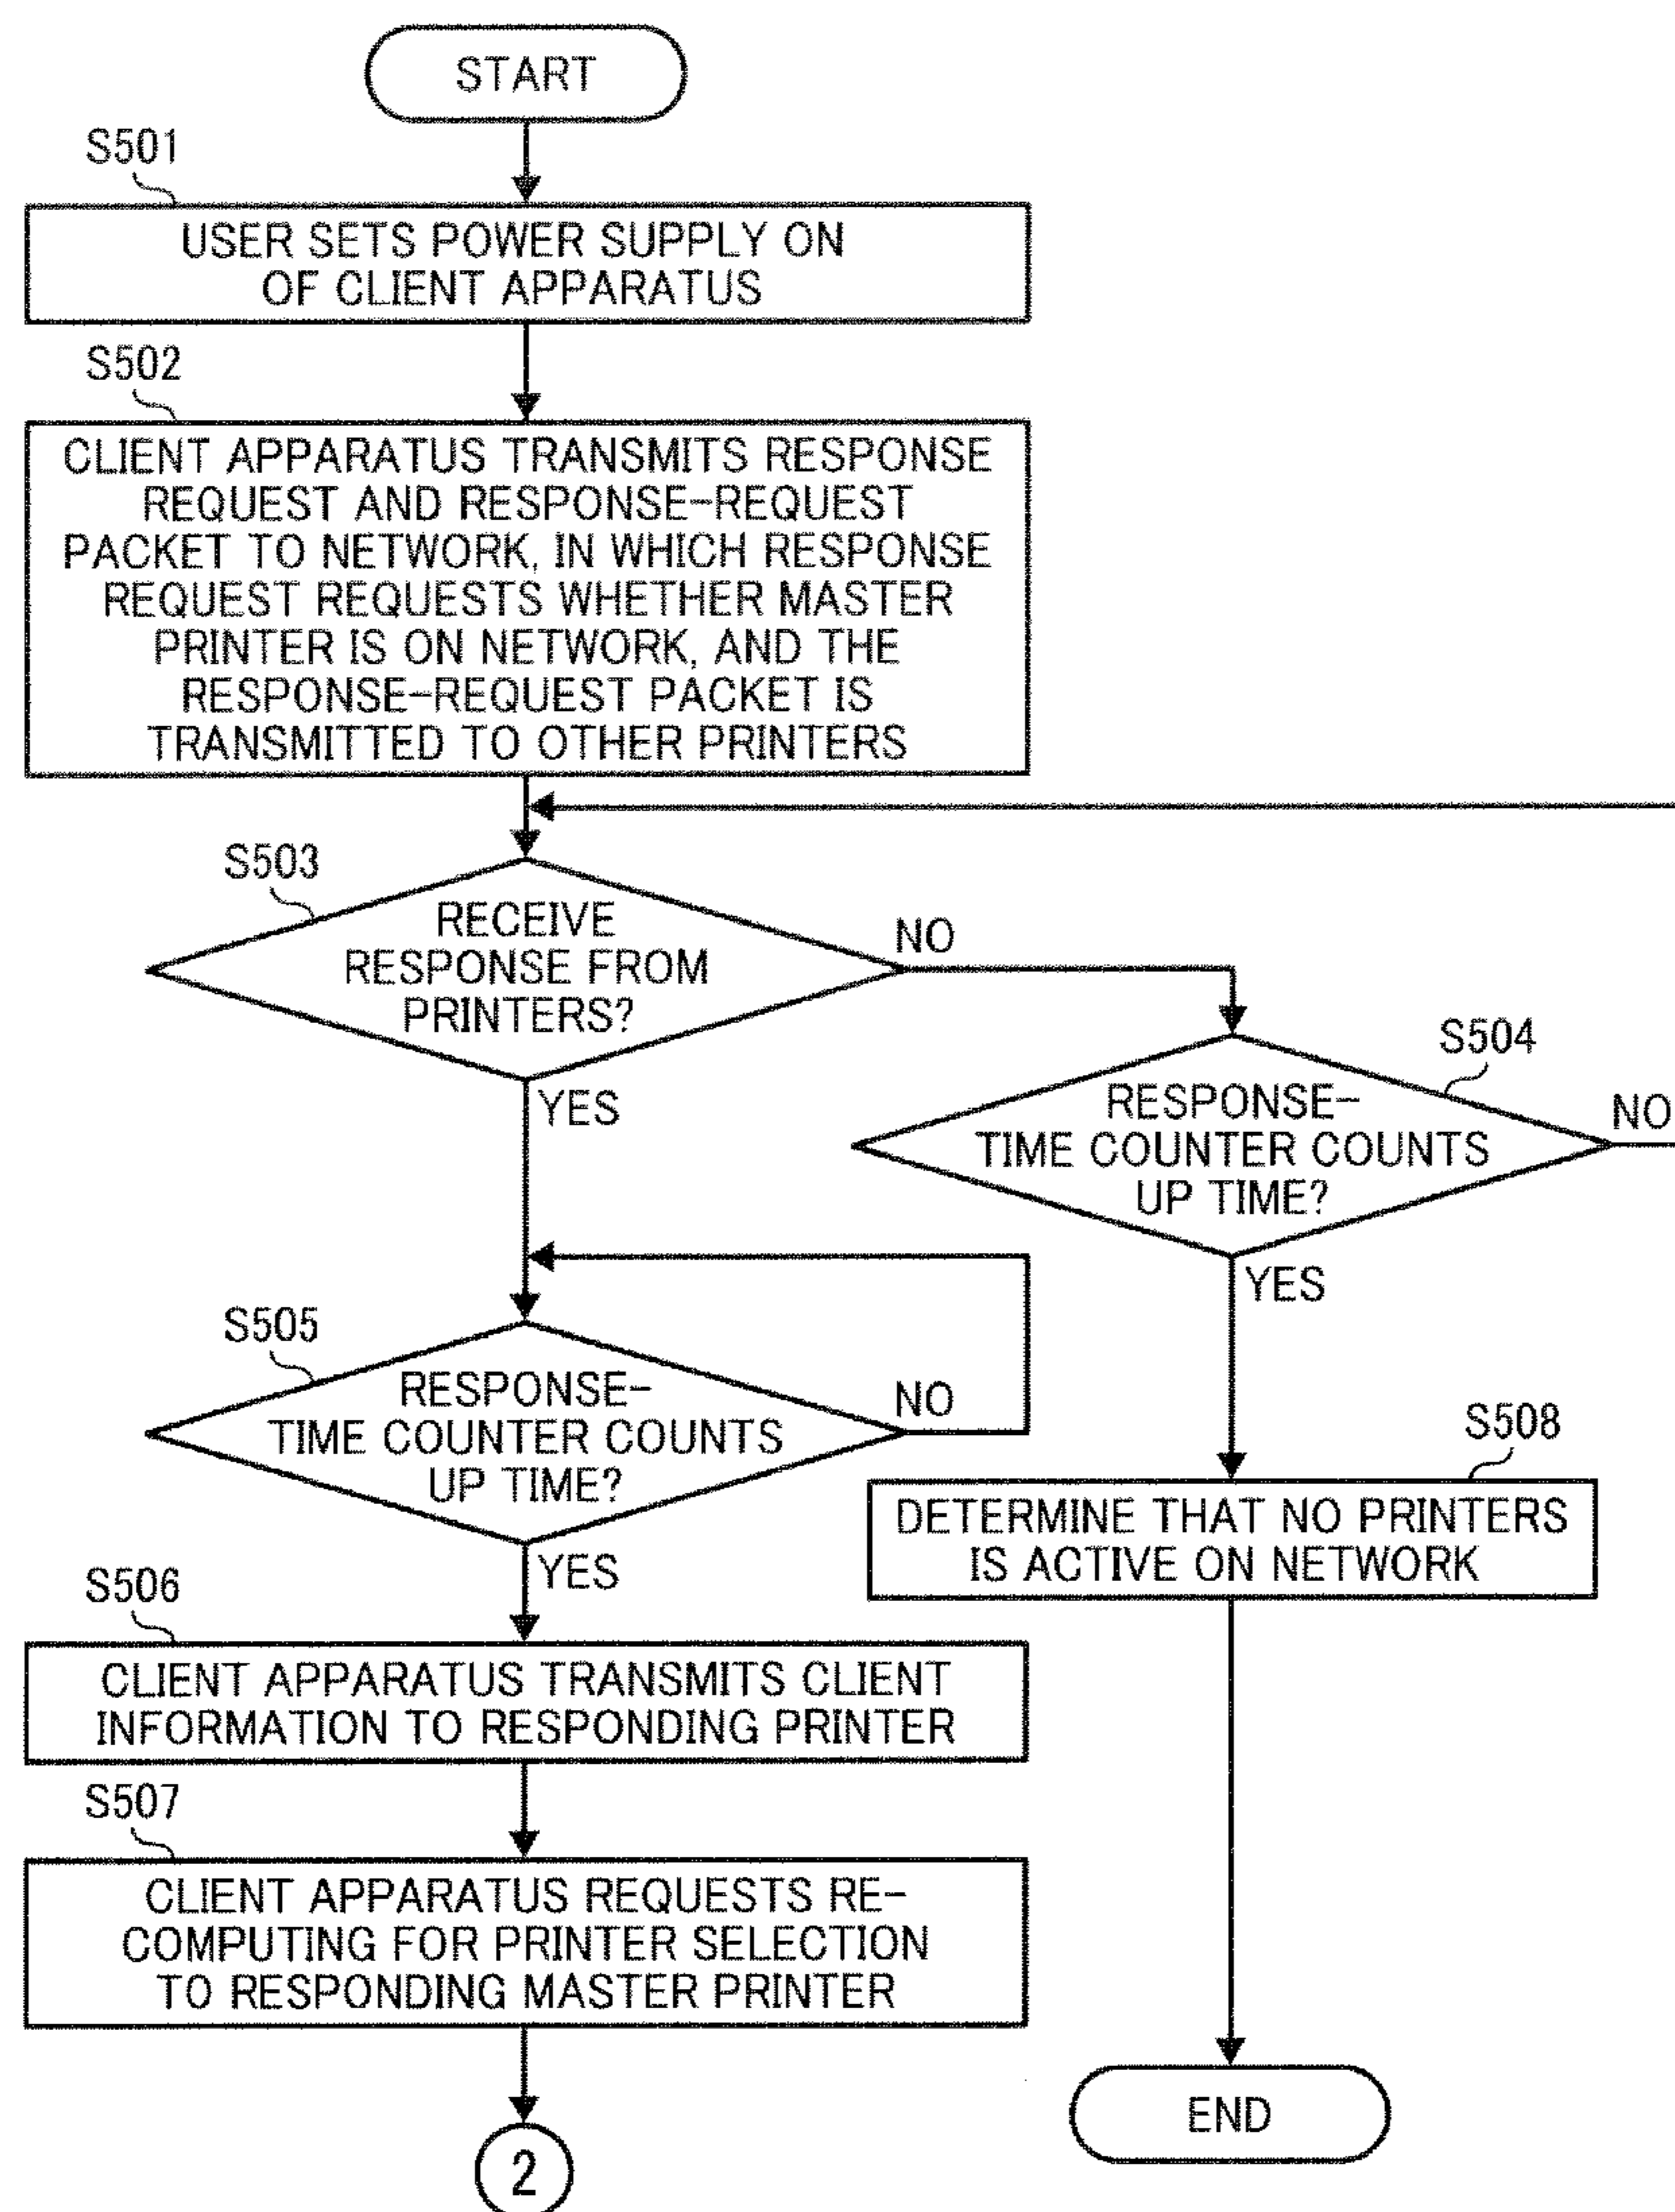 START
S501
USER SETS POWER SUPPLY ON
OF CLIENT APPARATUS
S502
CLIENT APPARATUS TRANSMITS RESPONSE
REQUEST AND RESPONSE-REQUEST
PACKET TO NETWORK, IN WHICH RESPONSE
REQUEST REQUESTS WHETHER MASTER
PRINTER IS ON NETWORK, AND THE
RESPONSE-REQUEST PACKET IS
TRANSMITTED TO OTHER PRINTERS
S503
RECEIVE
RESPONSE FROM
PRINTERS?
NO
YES
S504
RESPONSE-
TIME COUNTER COUNTS
UP TIME?
NO
YES
S505
RESPONSE-
TIME COUNTER COUNTS
UP TIME?
NO
YES
S508
DETERMINE THAT NO PRINTERS
IS ACTIVE ON NETWORK
S506
CLIENT APPARATUS TRANSMITS CLIENT
INFORMATION TO RESPONDING PRINTER
S507
CLIENT APPARATUS REQUESTS RE-
COMPUTING FOR PRINTER SELECTION
TO RESPONDING MASTER PRINTER
END
2